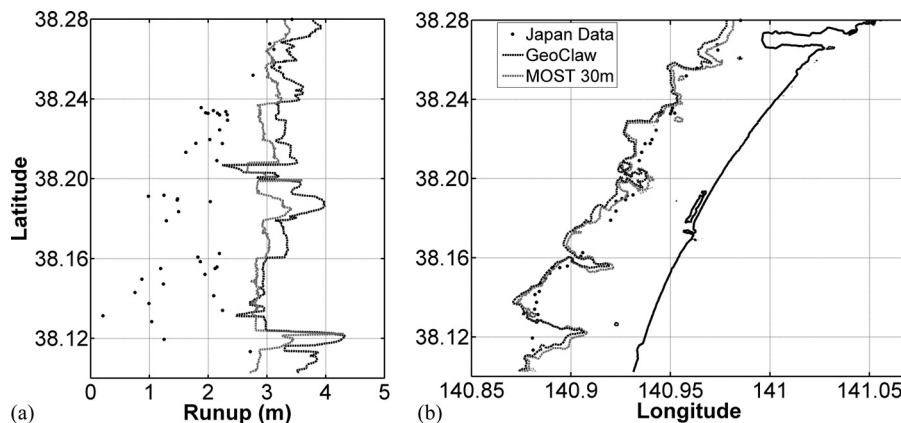 38.28
38.24
38.20
38.16
38.12
Latitude
0 1 2 3 4 5
(a) Runup (m)
38.28
38.24
38.20
38.16
38.12
Japan Data
GeoClaw
MOST 30m
140.85 140.9 140.95 141 141.05
(b) Longitude